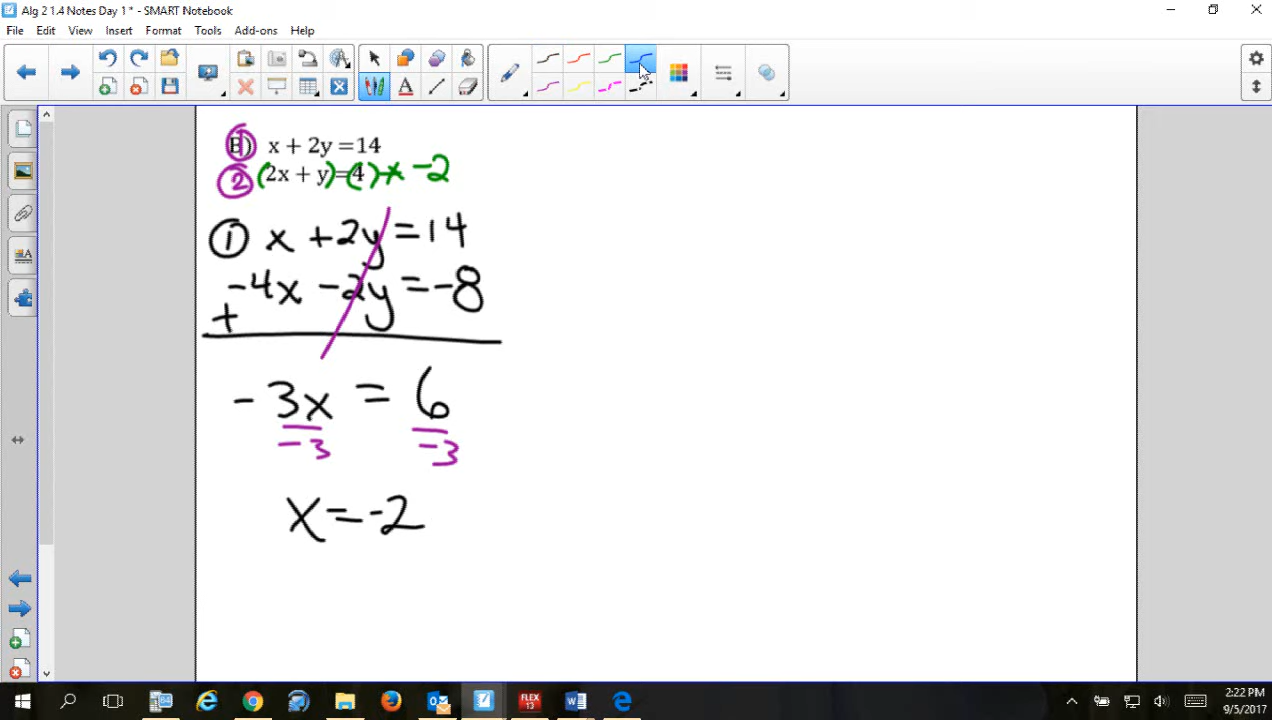 Alg 2 1.4 Notes Day 1 * - SMART Notebook
File Edit View Insert Format Tools Add-ons Help
① x + 2y = 14
② (2x + y) = (4) * -2
① x + 2y = 14
-4x - 2y = -8
+
-3x = 6
-3 -3
x = -2
FLEX 13
2:22 PM
9/5/2017